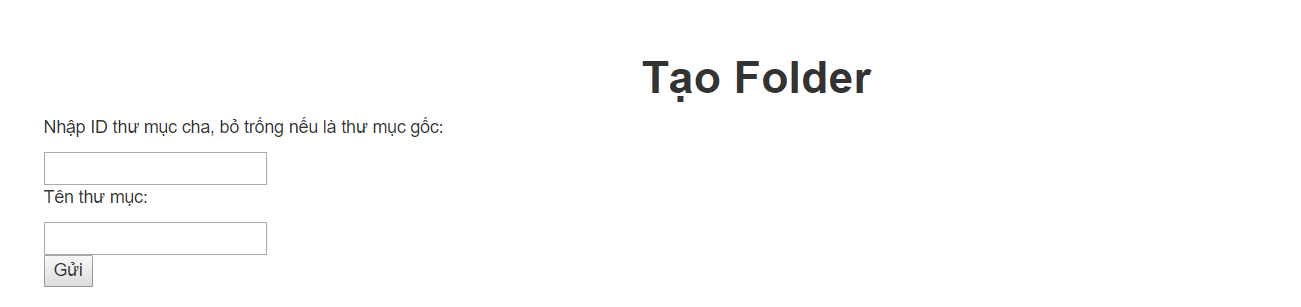 Tạo Folder
Nhập ID thư mục cha, bỏ trống nếu là thư mục gốc:
Tên thư mục:
Gửi